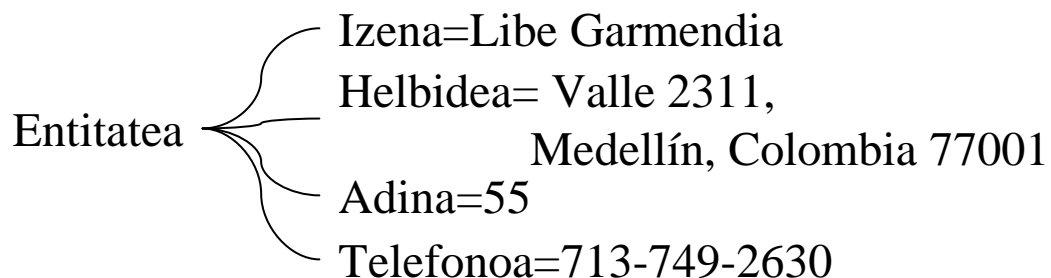 Izena=Libe Garmendia
Helbidea= Valle 2311,
Entitatea
Medellín, Colombia 77001
Adina=55
Telefonoa=713-749-2630